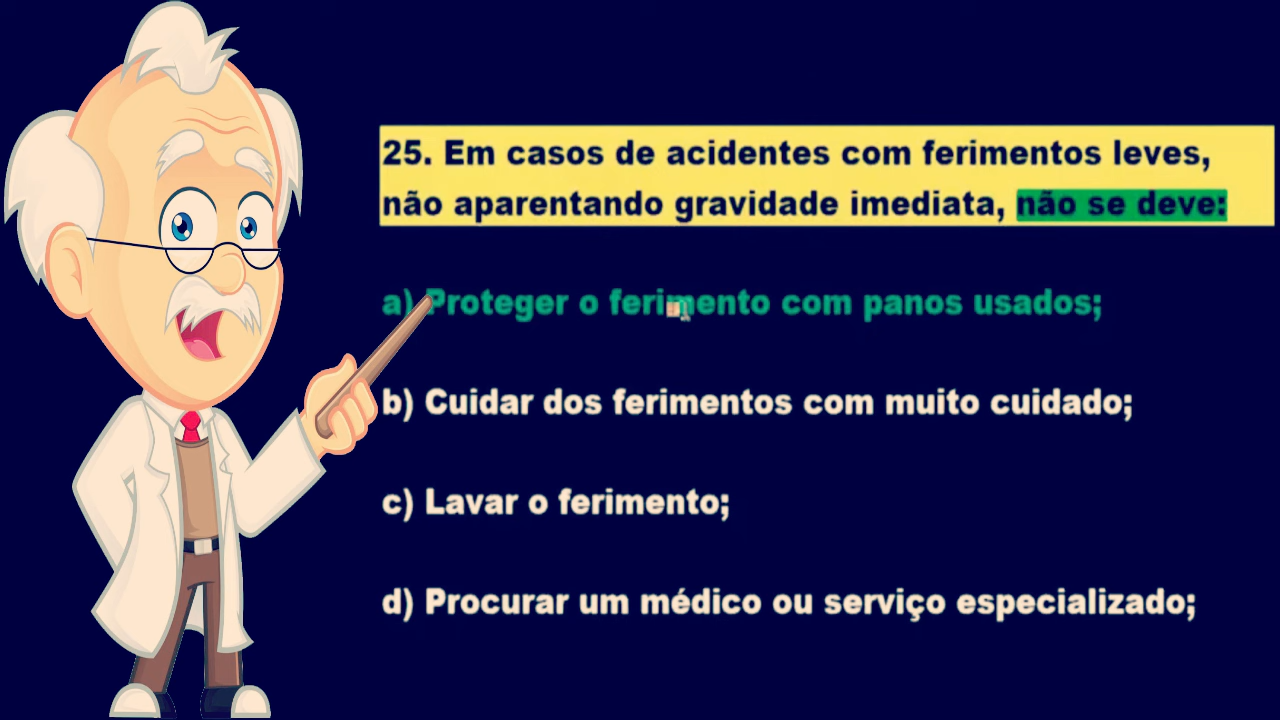 25. Em casos de acidentes com ferimentos leves,
não aparentando gravidade imediata, não se deve:
a) Proteger o ferimento com panos usados;
b) Cuidar dos ferimentos com muito cuidado;
c) Lavar o ferimento;
d) Procurar um médico ou serviço especializado;